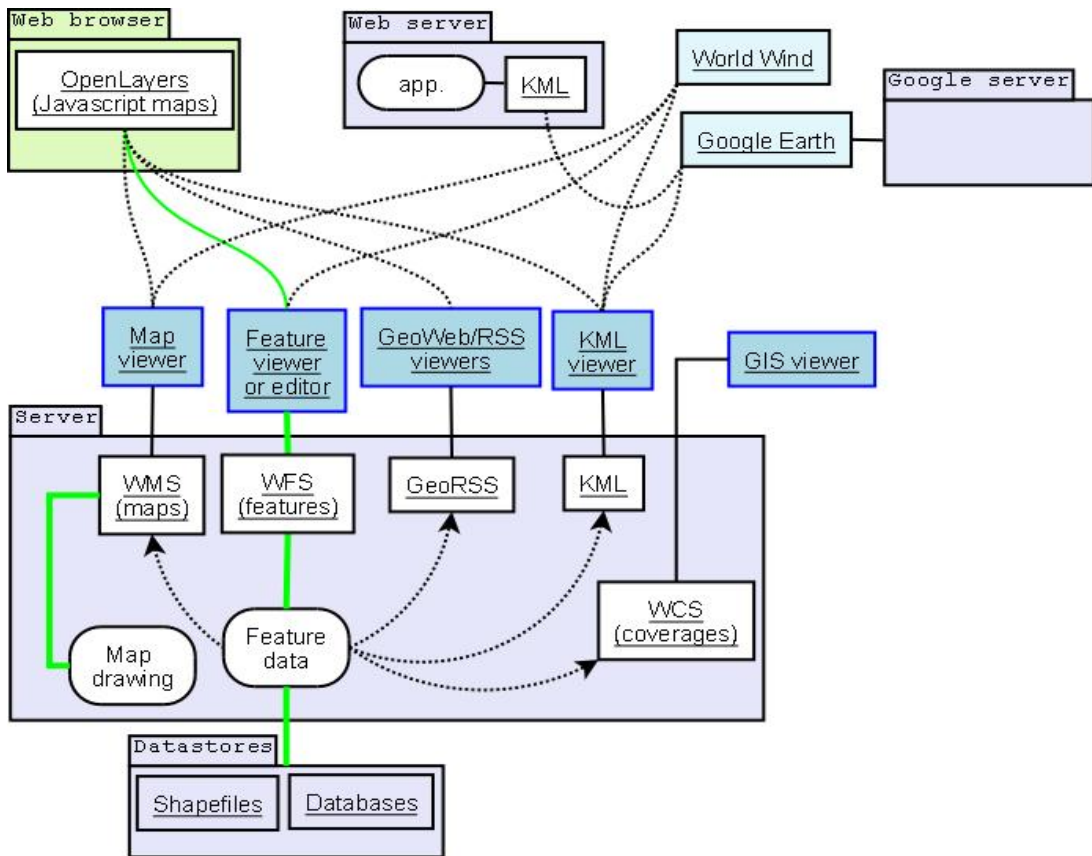 Web browser
OpenLayers
(Javascript maps)
Web server
app.
KML
World Wind
Google server
Google Earth
Map
viewer
Feature
viewer
or editor
GeoWeb/RSS
viewers
KML
viewer
GIS viewer
Server
WMS
(maps)
WFS
(features)
GeoRSS
KML
WCS
(coverages)
Map
drawing
Feature
data
Datastores
Shapefiles
Databases